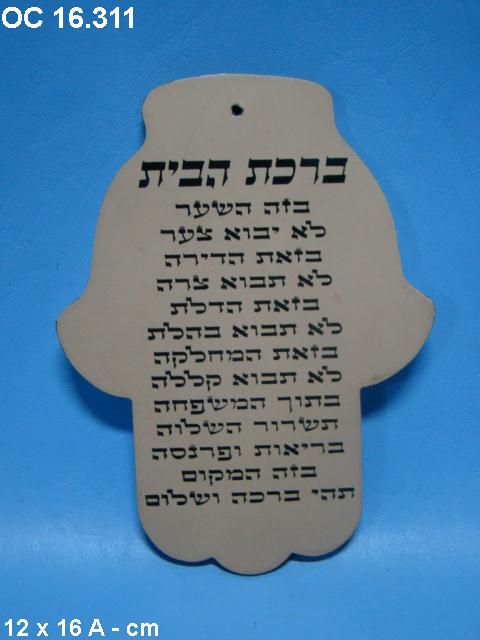 OC 16.311
ברכת הבית
בזה השער
לא יבוא צער
בזאת הדירה
לא תבוא צרה
בזאת הדלת
לא תבוא בהלת
בזאת המחלקה
לא תבוא קללה
בתוך המשפחה
תשרור השלוה
בריאות ופרנסה
בזה המקום
תהי ברכה ושלום
12 x 16 A - cm